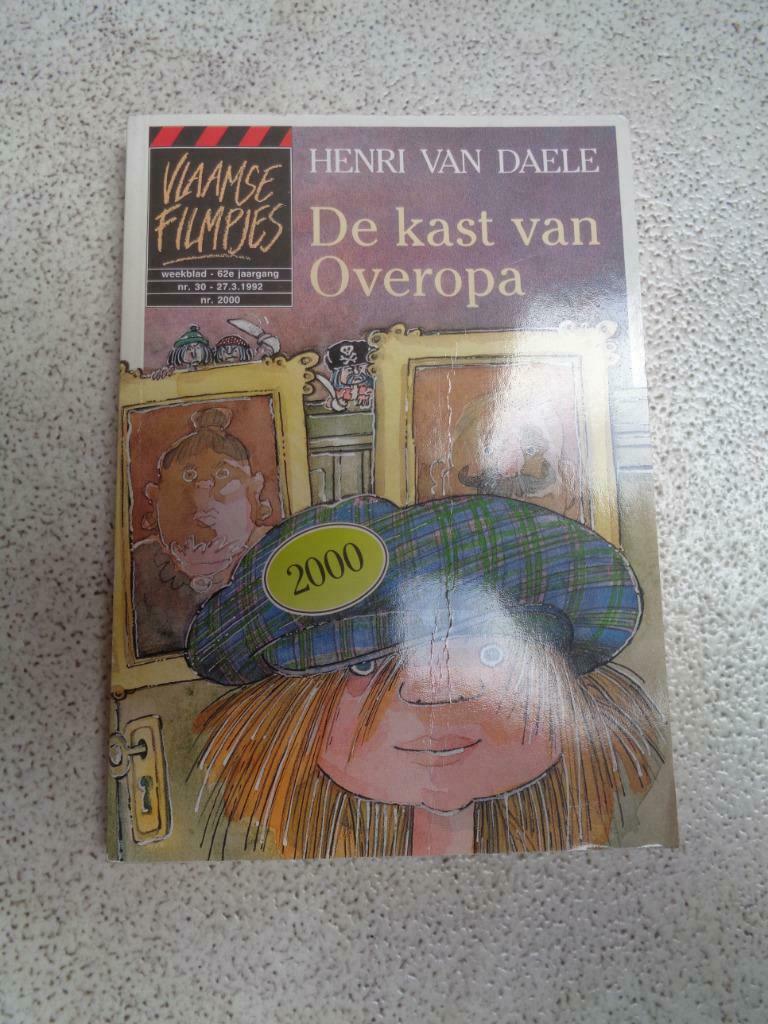 VLAAMSE
FILMPJES
weekblad - 62e jaargang
nr. 30 - 27.3.1992
nr. 2000
HENRI VAN DAELE
De kast van
Overopa
2000